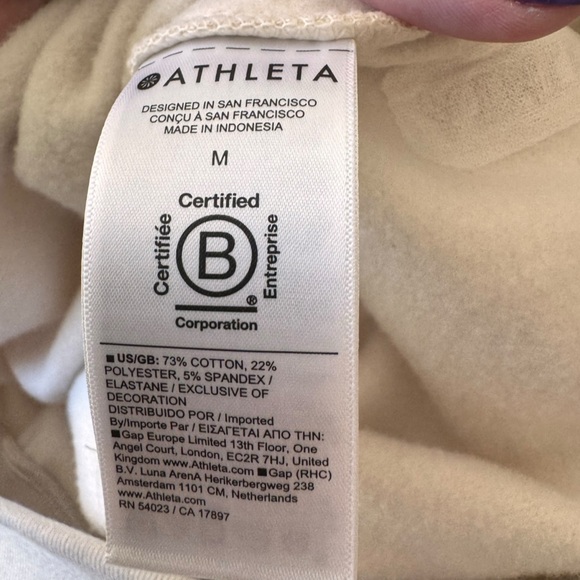 ATHLETA
DESIGNED IN SAN FRANCISCO
CONÇU À SAN FRANCISCO
MADE IN INDONESIA
M
Certified
Certifiée
B
Entreprise
®
Corporation
■ US/GB: 73% COTTON, 22%
POLYESTER, 5% SPANDEX /
ELASTANE / EXCLUSIVE OF
DECORATION
DISTRIBUIDO POR / Imported
By/Importe Par / ΕΙΣΑΓΕΤΑΙ ΑΠΟ ΤΗΝ:
■Gap Europe Limited 13th Floor, One
Angel Court, London, EC2R 7HJ, United
Kingdom www.Athleta.com ■Gap (RHC)
B.V. Luna ArenA Herikerbergweg 238
Amsterdam 1101 CM, Netherlands
www.Athleta.com
RN 54023 / CA 17897